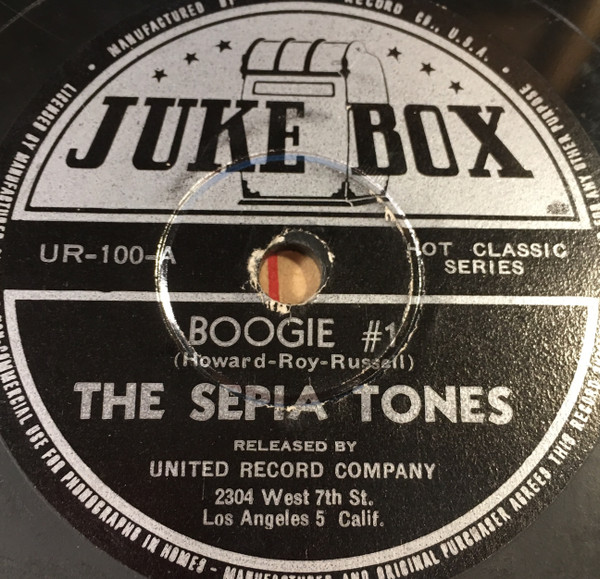 MANUFACTURED BY
RECORD CO., U.S.A.
JUKE BOX
UR-100-A
HOT CLASSIC
SERIES
BOOGIE #1
(Howard-Roy-Russell)
THE SEPIA TONES
RELEASED BY
UNITED RECORD COMPANY
2304 West 7th St.
Los Angeles 5 Calif.
LICENSED BY MANUFACTURER
NON-COMMERCIAL USE FOR PHONOGRAPHS IN HOMES - MANUFACTURER AND ORIGINAL PURCHASER AGREES THIS RECORD
FOR ANY OTHER PURPOSE